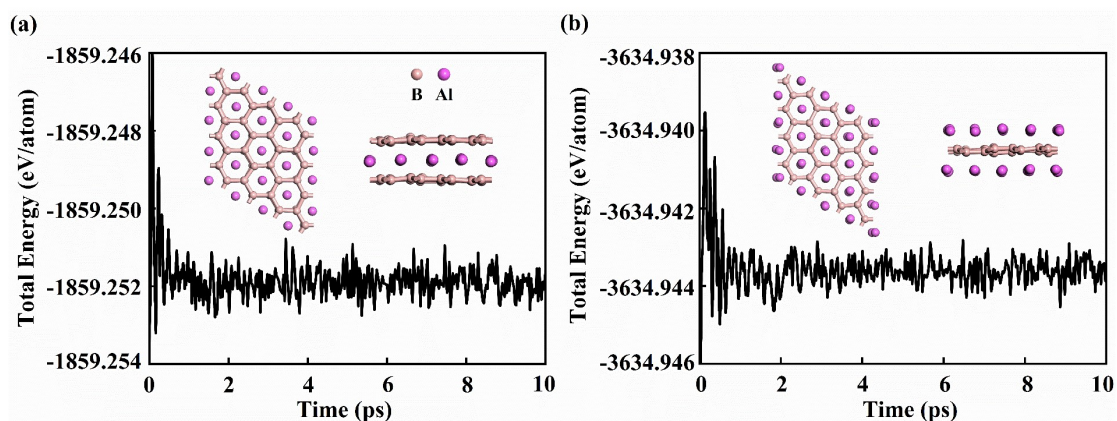 (a)
-1859.246
-1859.248
-1859.250
-1859.252
-1859.254
Total Energy (eV/atom)
B Al
0 2 4 6 8 10
Time (ps)
(b)
-3634.938
-3634.940
-3634.942
-3634.944
-3634.946
Total Energy (eV/atom)
0 2 4 6 8 10
Time (ps)